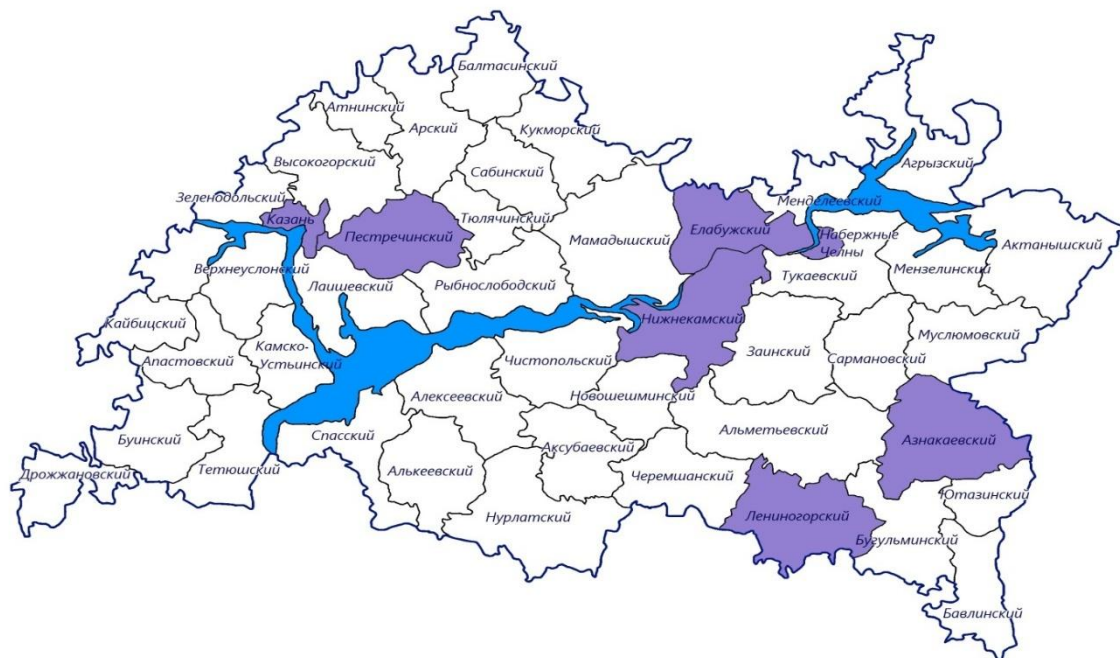 Балтасинский
Атнинский
Арский
Кукморский
Высокогорский
Сабинский
Агрызский
Зеленодольский
Казань
Пестречинский
Тюлячинский
Мамадышский
Елабужский
Менделеевский
Набержные
Челны
Актанышский
Верхнеуслонский
Лаишевский
Рыбнослободский
Тукаевский
Мензелинский
Кайбицский
Апастовский
Камско-
Устьинский
Нижнекамский
Заинский
Сармановский
Муслюмовский
Чистопольский
Алексеевский
Новошешминский
Буинский
Тетюшский
Спасский
Алькеевский
Аксубаевский
Альметьевский
Азнакаевский
Дрожжановский
Черемшанский
Нурлатский
Лениногорский
Бугульминский
Ютазинский
Бавлинский